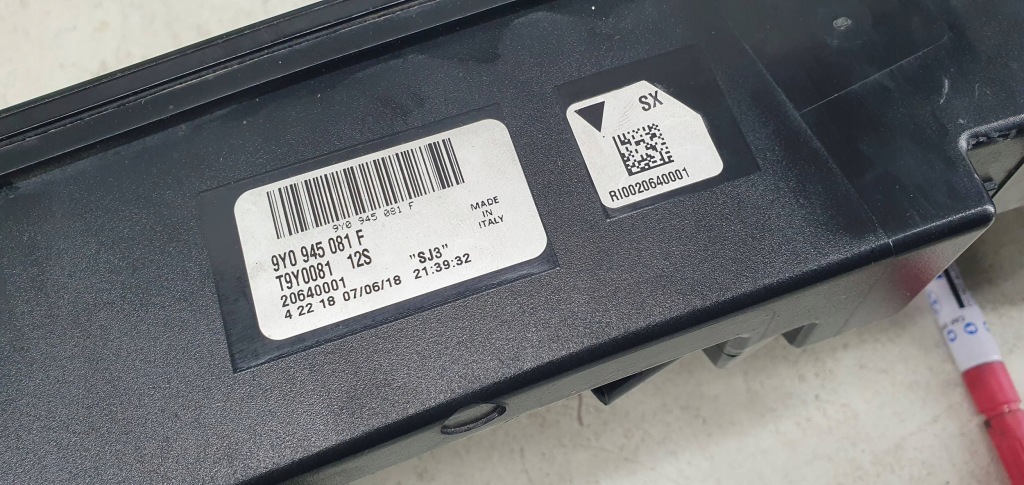 9Y0 945 081 F
9Y0 945 081 F
T9Y0081 12S "SJ3"
20640001
4 22 18 07/06/18 21:39:32
MADE
IN
ITALY
SX
RI0020640001